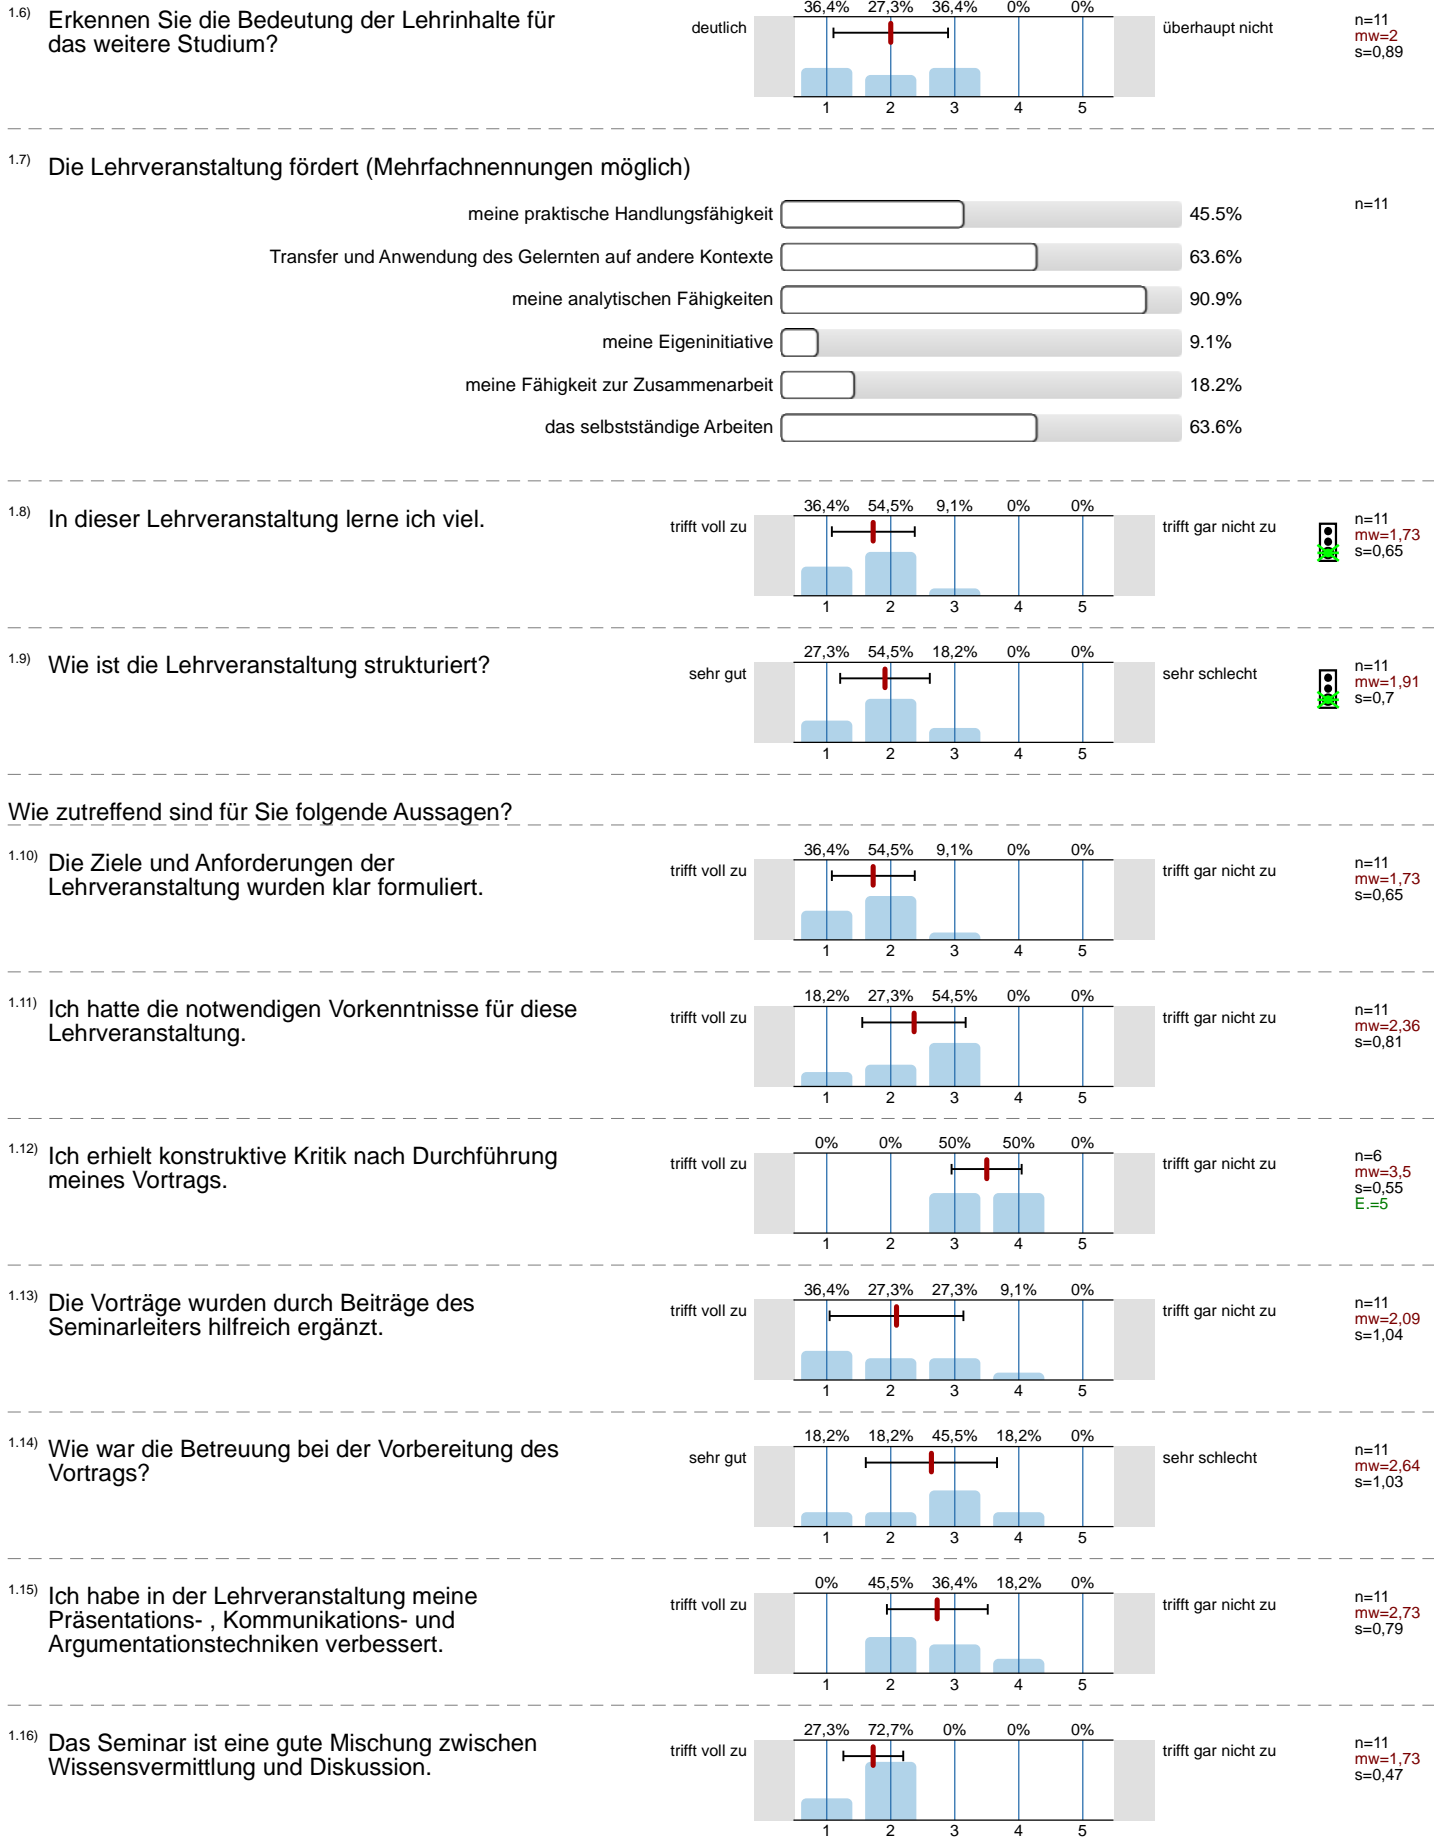 1.6) Erkennen Sie die Bedeutung der Lehrinhalte für
das weitere Studium?
deutlich
36,4% 27,3% 36,4% 0% 0%
1 2 3 4 5
überhaupt nicht
n=11
mw=2
s=0,89
1.7) Die Lehrveranstaltung fördert (Mehrfachnennungen möglich)
meine praktische Handlungsfähigkeit 45.5%
n=11
Transfer und Anwendung des Gelernten auf andere Kontexte 63.6%
meine analytischen Fähigkeiten 90.9%
meine Eigeninitiative 9.1%
meine Fähigkeit zur Zusammenarbeit 18.2%
das selbstständige Arbeiten 63.6%
1.8) In dieser Lehrveranstaltung lerne ich viel.
trifft voll zu
36,4% 54,5% 9,1% 0% 0%
1 2 3 4 5
trifft gar nicht zu
n=11
mw=1,73
s=0,65
1.9) Wie ist die Lehrveranstaltung strukturiert?
sehr gut
27,3% 54,5% 18,2% 0% 0%
1 2 3 4 5
sehr schlecht
n=11
mw=1,91
s=0,7
Wie zutreffend sind für Sie folgende Aussagen?
1.10) Die Ziele und Anforderungen der
Lehrveranstaltung wurden klar formuliert.
trifft voll zu
36,4% 54,5% 9,1% 0% 0%
1 2 3 4 5
trifft gar nicht zu
n=11
mw=1,73
s=0,65
1.11) Ich hatte die notwendigen Vorkenntnisse für diese
Lehrveranstaltung.
trifft voll zu
18,2% 27,3% 54,5% 0% 0%
1 2 3 4 5
trifft gar nicht zu
n=11
mw=2,36
s=0,81
1.12) Ich erhielt konstruktive Kritik nach Durchführung
meines Vortrags.
trifft voll zu
0% 0% 50% 50% 0%
1 2 3 4 5
trifft gar nicht zu
n=6
mw=3,5
s=0,55
E.=5
1.13) Die Vorträge wurden durch Beiträge des
Seminarleiters hilfreich ergänzt.
trifft voll zu
36,4% 27,3% 27,3% 9,1% 0%
1 2 3 4 5
trifft gar nicht zu
n=11
mw=2,09
s=1,04
1.14) Wie war die Betreuung bei der Vorbereitung des
Vortrags?
sehr gut
18,2% 18,2% 45,5% 18,2% 0%
1 2 3 4 5
sehr schlecht
n=11
mw=2,64
s=1,03
1.15) Ich habe in der Lehrveranstaltung meine
Präsentations- , Kommunikations- und
Argumentationstechniken verbessert.
trifft voll zu
0% 45,5% 36,4% 18,2% 0%
1 2 3 4 5
trifft gar nicht zu
n=11
mw=2,73
s=0,79
1.16) Das Seminar ist eine gute Mischung zwischen
Wissensvermittlung und Diskussion.
trifft voll zu
27,3% 72,7% 0% 0% 0%
1 2 3 4 5
trifft gar nicht zu
n=11
mw=1,73
s=0,47